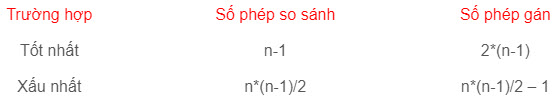 Trường hợp Số phép so sánh Số phép gán
Tốt nhất n-1 2*(n-1)
Xấu nhất n*(n-1)/2 n*(n-1)/2 – 1